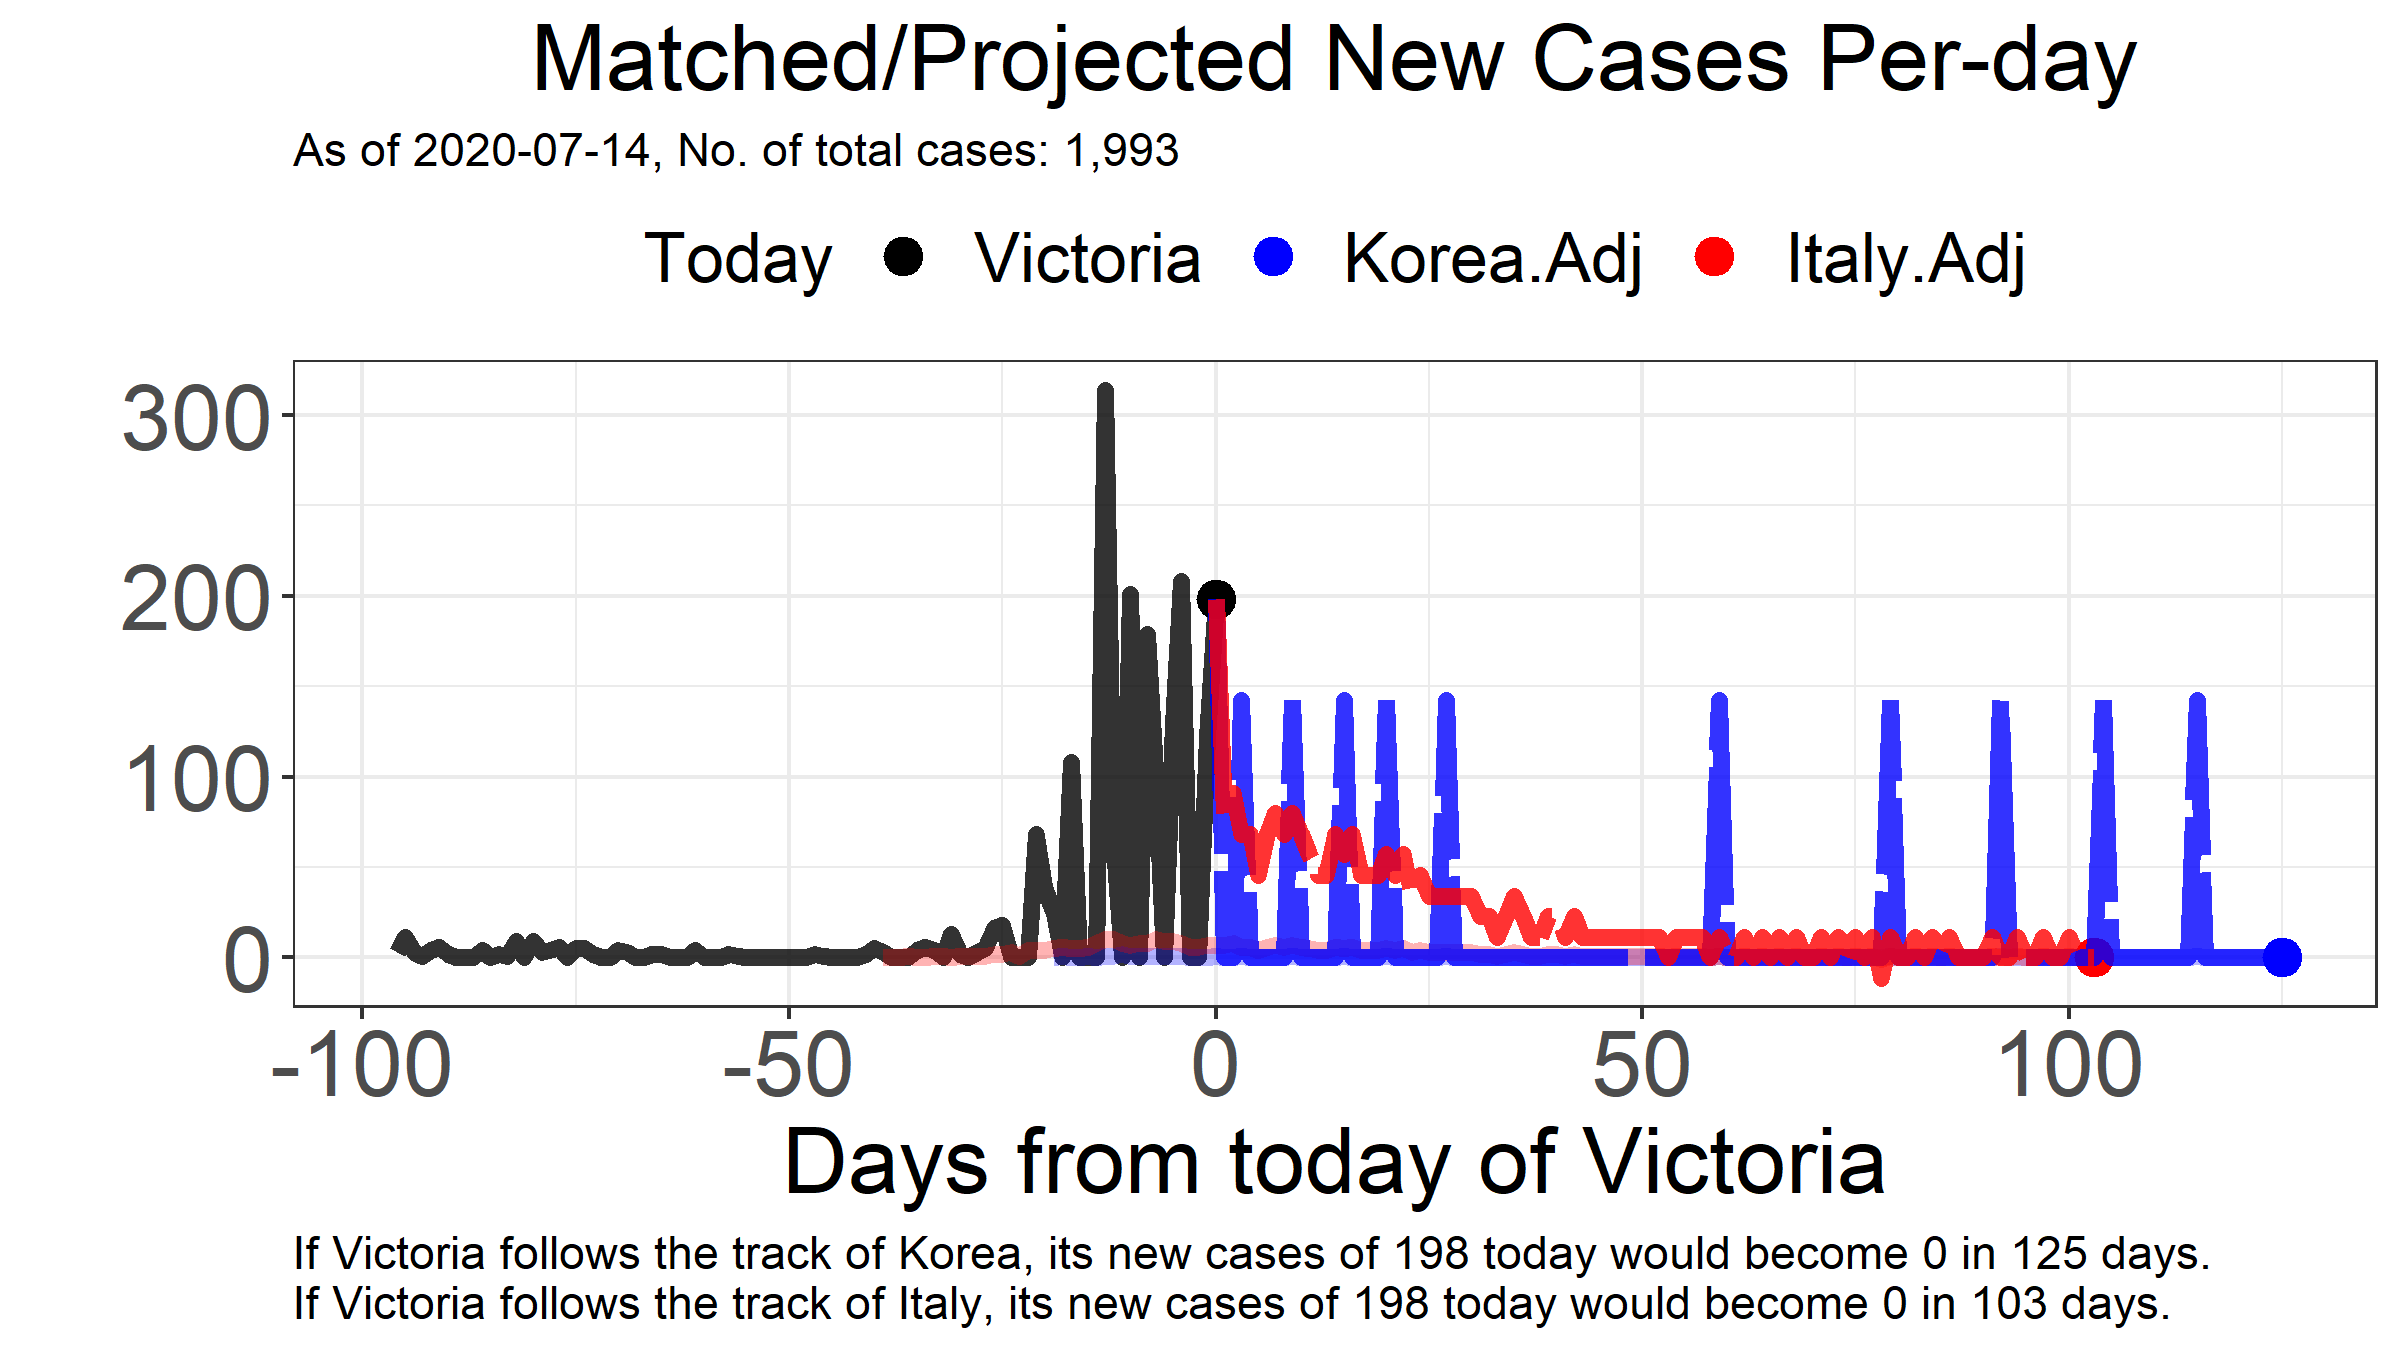 Matched/Projected New Cases Per-day
As of 2020-07-14, No. of total cases: 1,993
Today Victoria Korea.Adj Italy.Adj
300
200
100
0
-100 -50 0 50 100
Days from today of Victoria
If Victoria follows the track of Korea, its new cases of 198 today would become 0 in 125 days.
If Victoria follows the track of Italy, its new cases of 198 today would become 0 in 103 days.